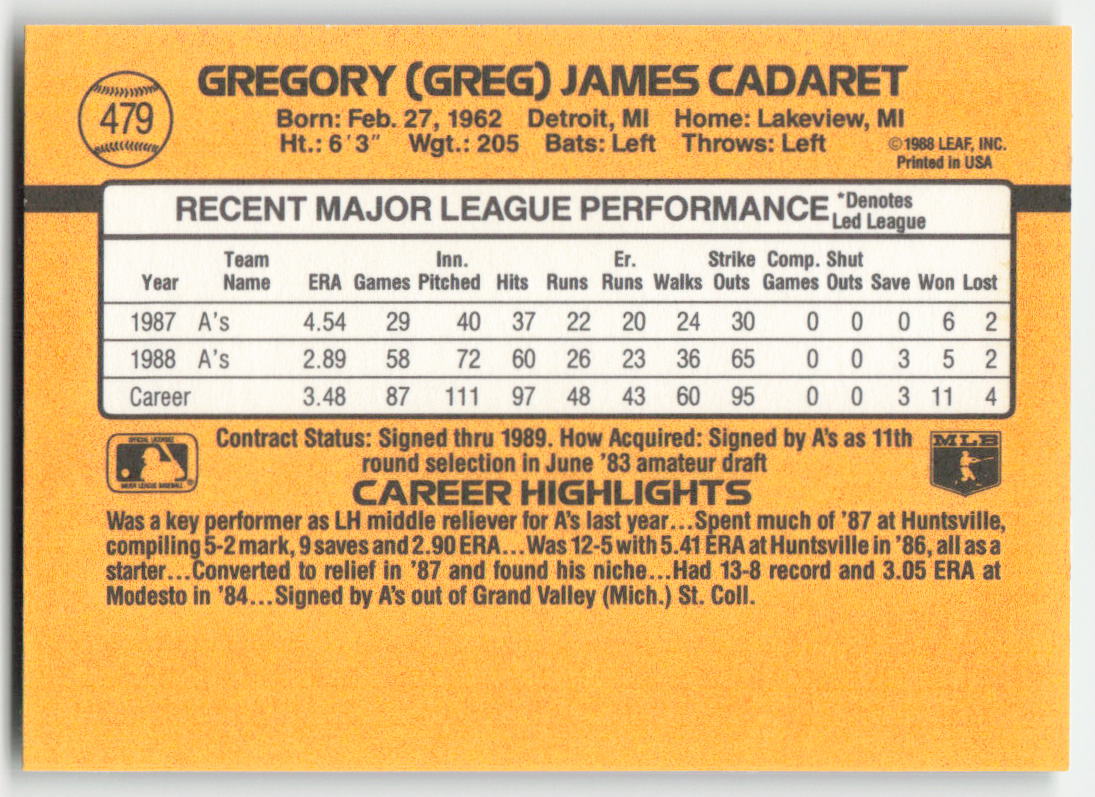 479
GREGORY (GREG) JAMES CADARET
Born: Feb. 27, 1962 Detroit, MI Home: Lakeview, MI
Ht.: 6'3" Wgt.: 205 Bats: Left Throws: Left
©1988 LEAF, INC.
Printed in USA
RECENT MAJOR LEAGUE PERFORMANCE *Denotes Led League
Year Team Name ERA Games Inn. Pitched Hits Runs Er. Runs Walks Strike Outs Comp. Games Shut Outs Save Won Lost
1987 A's 4.54 29 40 37 22 20 24 30 0 0 0 6 2
1988 A's 2.89 58 72 60 26 23 36 65 0 0 3 5 2
Career 3.48 87 111 97 48 43 60 95 0 0 3 11 4
Contract Status: Signed thru 1989. How Acquired: Signed by A's as 11th
round selection in June '83 amateur draft
OFFICIAL LICENSEE
MAJOR LEAGUE BASEBALL
MLB
CAREER HIGHLIGHTS
Was a key performer as LH middle reliever for A's last year...Spent much of '87 at Huntsville,
compiling 5-2 mark, 9 saves and 2.90 ERA...Was 12-5 with 5.41 ERA at Huntsville in '86, all as a
starter...Converted to relief in '87 and found his niche...Had 13-8 record and 3.05 ERA at
Modesto in '84...Signed by A's out of Grand Valley (Mich.) St. Coll.